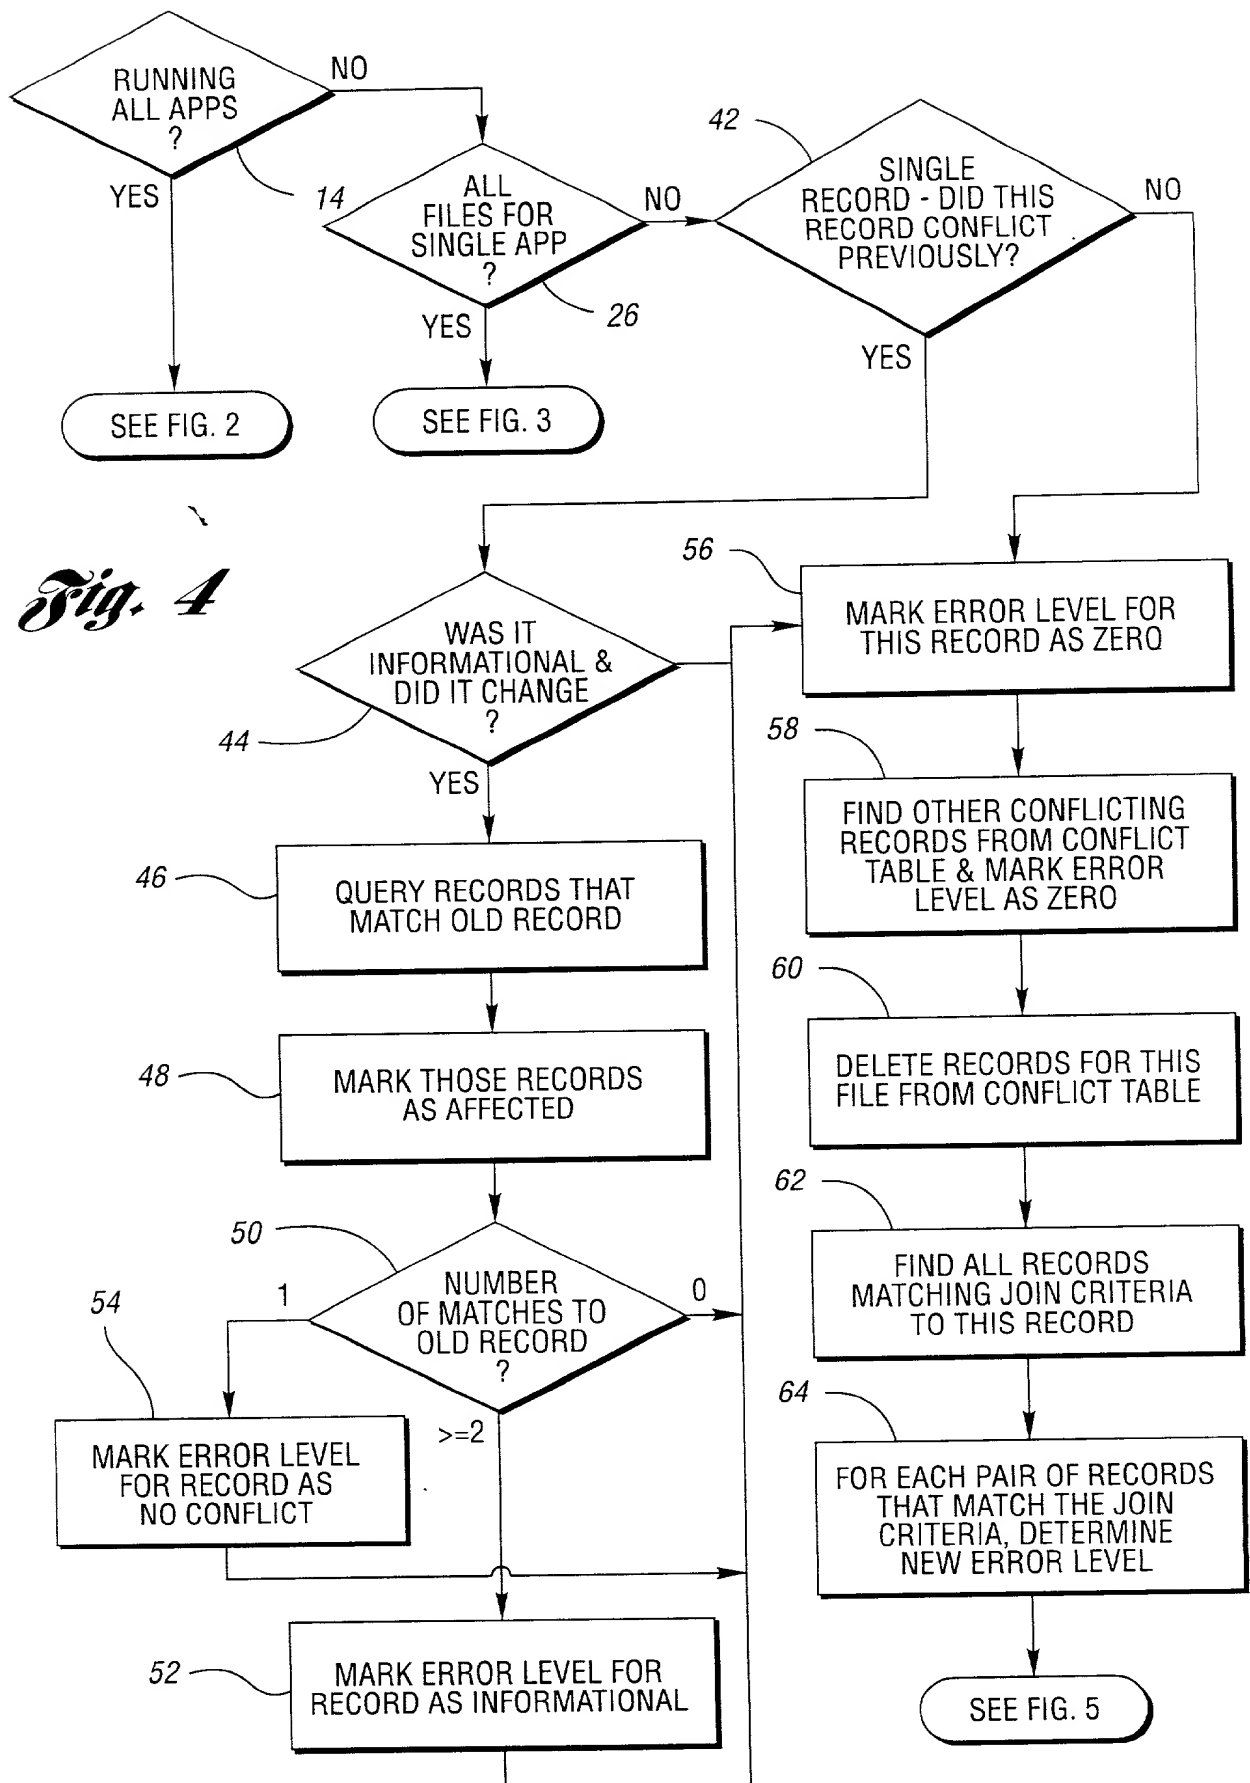 RUNNING
ALL APPS
?
NO
YES
14
ALL
FILES FOR
SINGLE APP
?
NO
YES
26
42
SINGLE
RECORD - DID THIS
RECORD CONFLICT
PREVIOUSLY?
NO
YES
SEE FIG. 2
SEE FIG. 3
Fig. 4
WAS IT
INFORMATIONAL &
DID IT CHANGE
?
44
YES
46
QUERY RECORDS THAT
MATCH OLD RECORD
48
MARK THOSE RECORDS
AS AFFECTED
50
NUMBER
OF MATCHES TO
OLD RECORD
?
1
0
>=2
54
MARK ERROR LEVEL
FOR RECORD AS
NO CONFLICT
52
MARK ERROR LEVEL FOR
RECORD AS INFORMATIONAL
56
MARK ERROR LEVEL FOR
THIS RECORD AS ZERO
58
FIND OTHER CONFLICTING
RECORDS FROM CONFLICT
TABLE & MARK ERROR
LEVEL AS ZERO
60
DELETE RECORDS FOR THIS
FILE FROM CONFLICT TABLE
62
FIND ALL RECORDS
MATCHING JOIN CRITERIA
TO THIS RECORD
64
FOR EACH PAIR OF RECORDS
THAT MATCH THE JOIN
CRITERIA, DETERMINE
NEW ERROR LEVEL
SEE FIG. 5